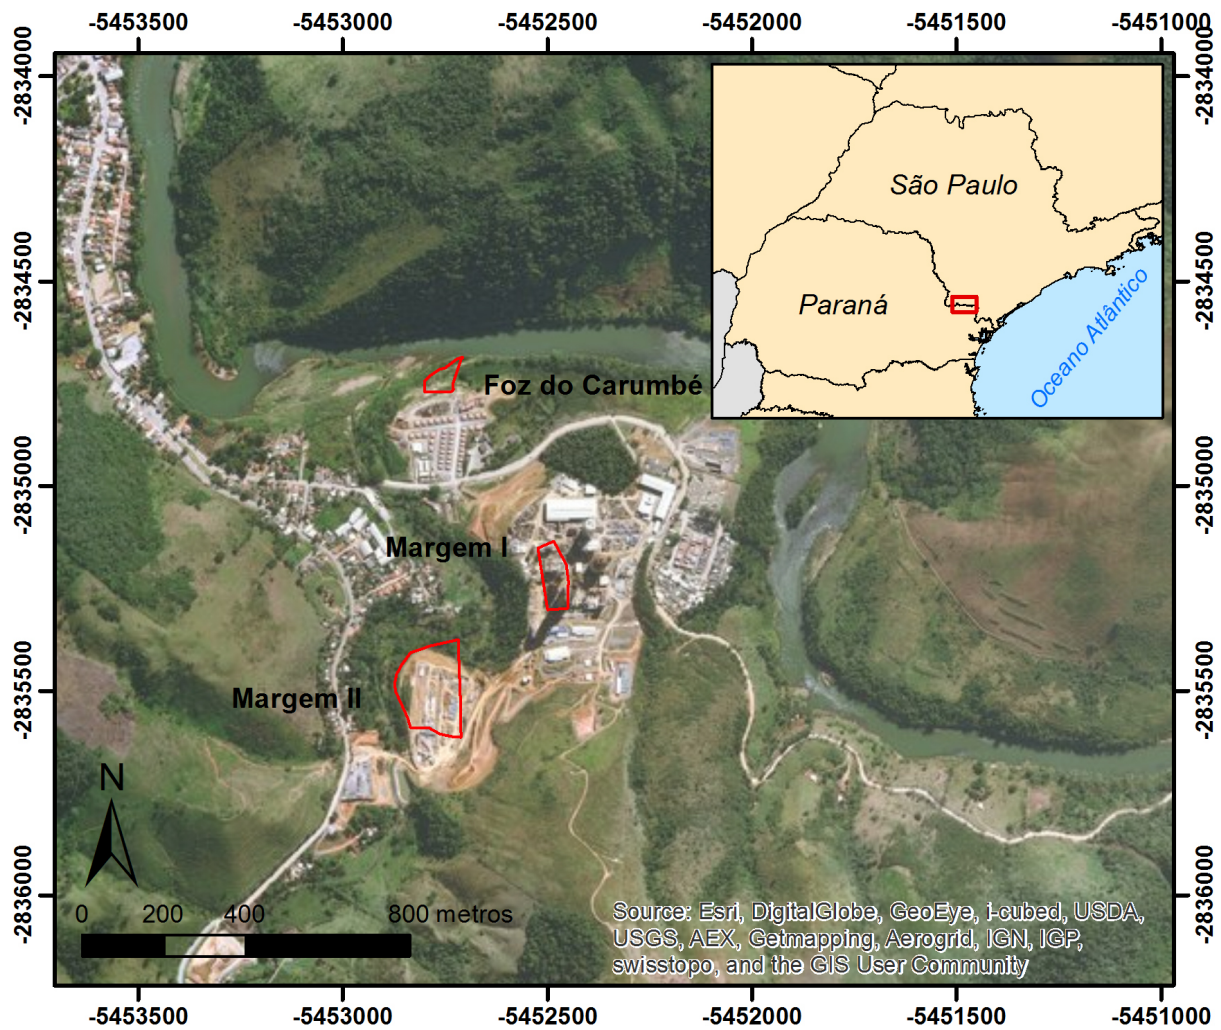 -5453500 -5453000 -5452500 -5452000 -5451500 -5451000
-2834000 -2834000
São Paulo
-2834500 -2834500
Paraná
Oceano Atlântico
Foz do Carumbé
-2835000 -2835000
Margem I
-2835500 -2835500
Margem II
N
-2836000 -2836000
0 200 400 800 metros
Source: Esri, DigitalGlobe, GeoEye, i-cubed, USDA,
USGS, AEX, Getmapping, Aerogrid, IGN, IGP,
swisstopo, and the GIS User Community
-5453500 -5453000 -5452500 -5452000 -5451500 -5451000